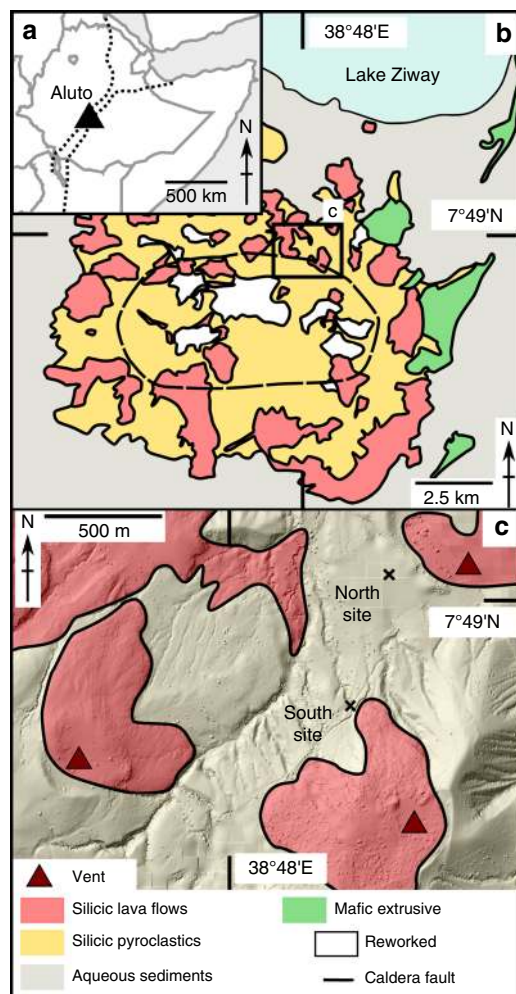 a
Aluto
N
500 km
38°48'E
b
Lake Ziway
c
7°49'N
N
2.5 km
N
500 m
c
North
site
7°49'N
South
site
38°48'E
Vent
Silicic lava flows
Mafic extrusive
Silicic pyroclastics
Reworked
Aqueous sediments
Caldera fault